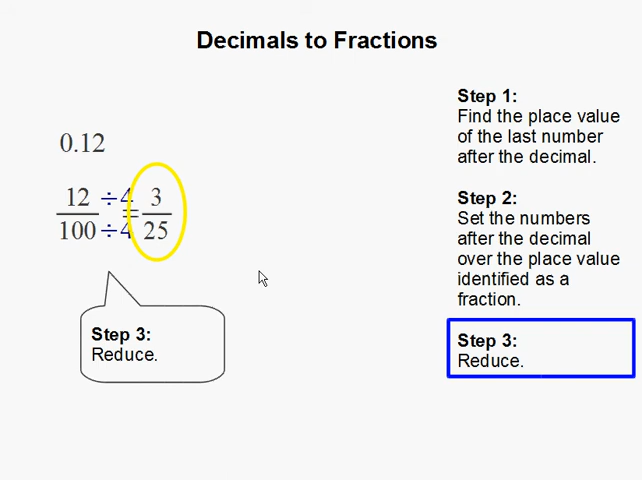 Decimals to Fractions
0.12
12 ÷4 = 3
100 ÷4 25
Step 3:
Reduce.
Step 1:
Find the place value
of the last number
after the decimal.
Step 2:
Set the numbers
after the decimal
over the place value
identified as a
fraction.
Step 3:
Reduce.